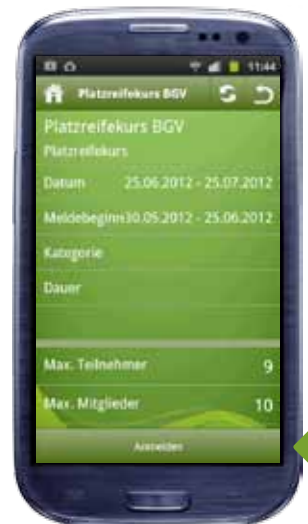 11:44
Platzreifekurs BGV
Platzreifekurs BGV
Platzreifekurs
Datum 25.06.2012 - 25.07.2012
Meldebeginn 30.05.2012 - 25.06.2012
Kategorie
Dauer
Max. Teilnehmer 9
Max. Mitglieder 10
Anmelden